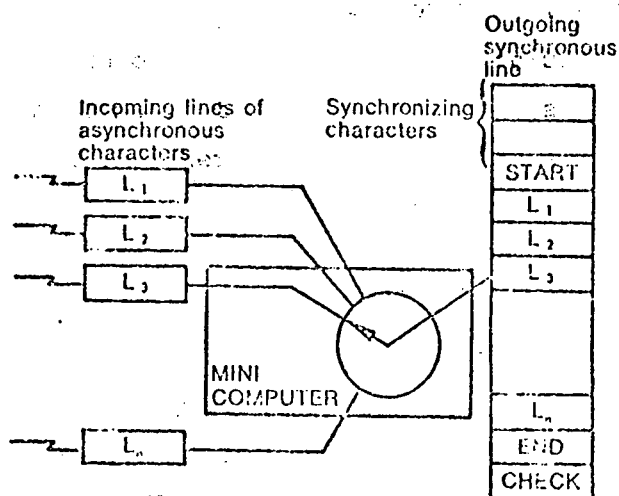 Outgoing
synchronous
line
Incoming lines of
asynchronous
characters
Synchronizing
characters
START
L₁
L₂
L₃
Lₙ
END
CHECK
L₁
L₂
L₃
MINI
COMPUTER
Lₙ